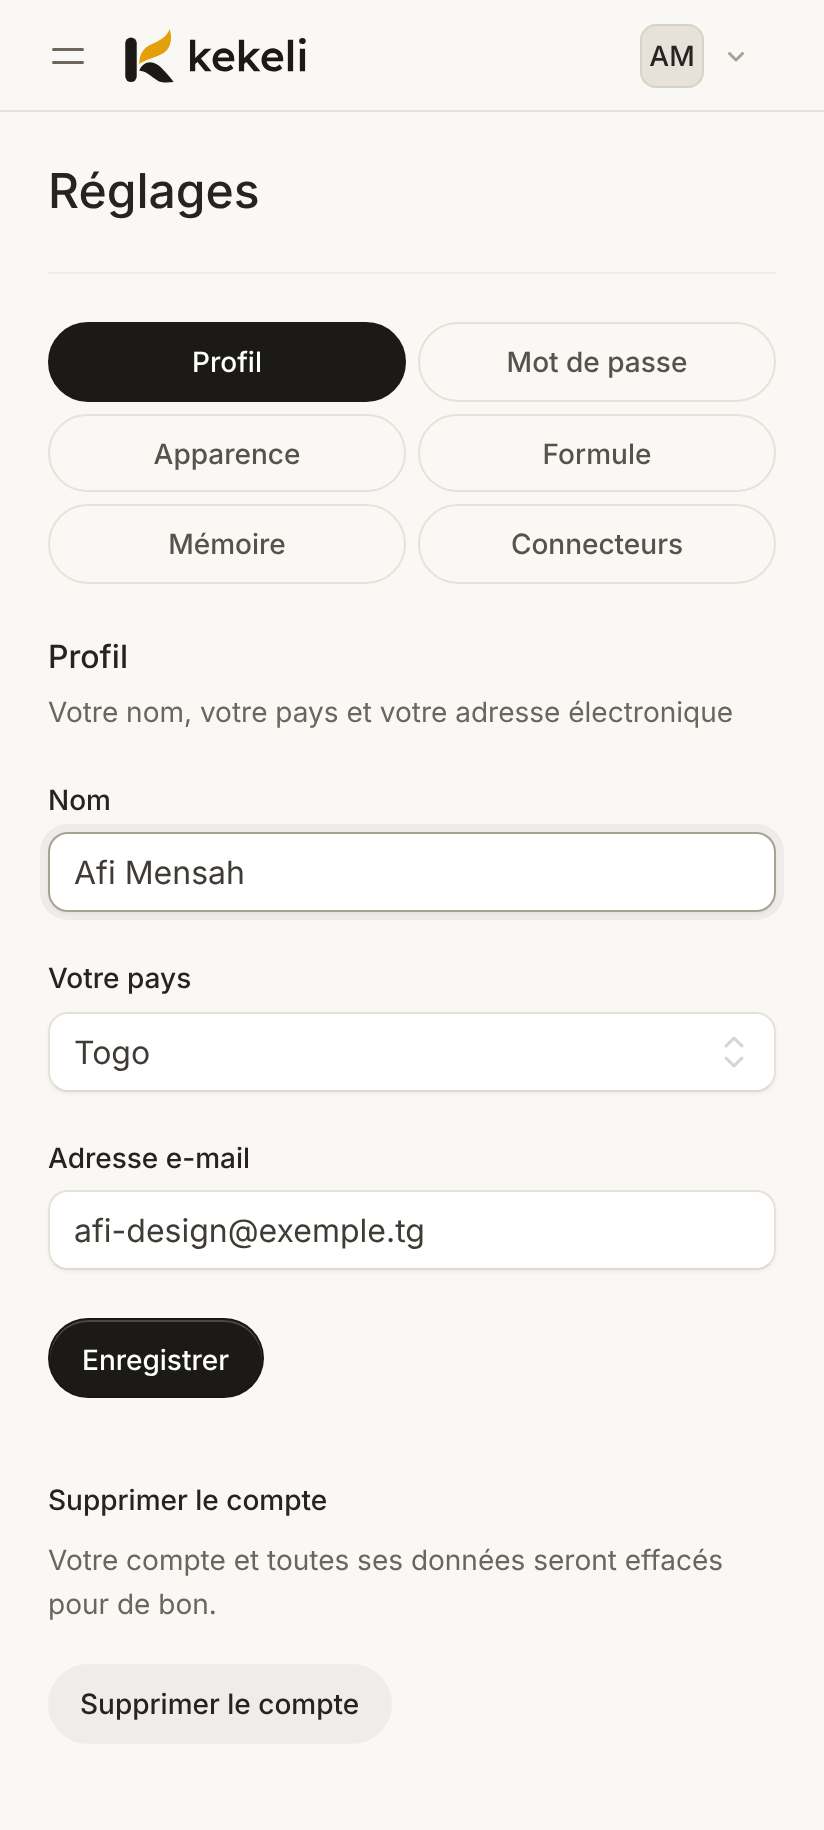 kekeli
AM
Réglages
Profil
Mot de passe
Apparence
Formule
Mémoire
Connecteurs
Profil
Votre nom, votre pays et votre adresse électronique
Nom
Afi Mensah
Votre pays
Togo
Adresse e-mail
afi-design@exemple.tg
Enregistrer
Supprimer le compte
Votre compte et toutes ses données seront effacés
pour de bon.
Supprimer le compte